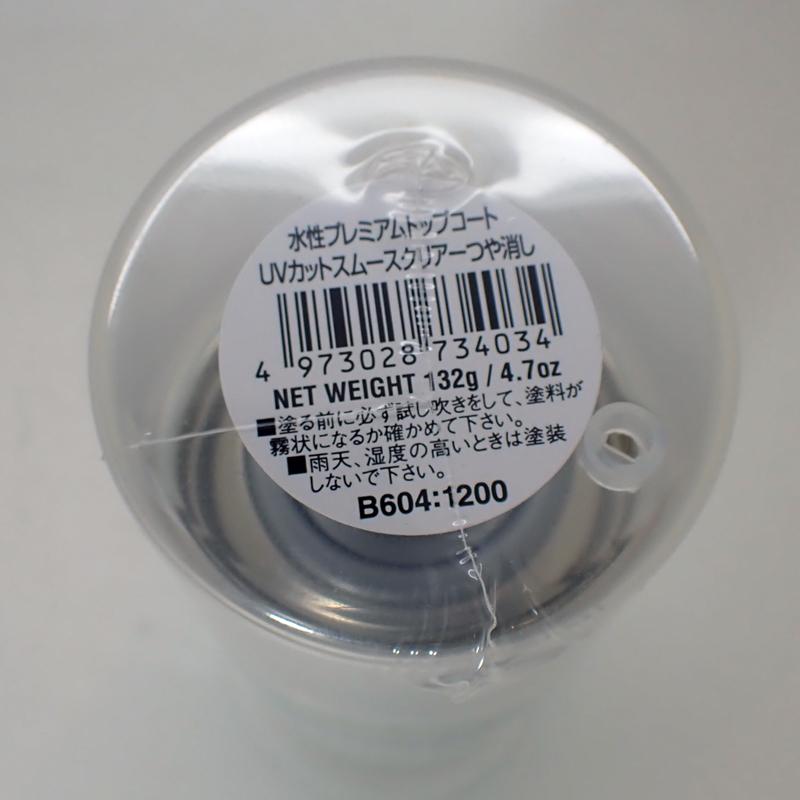 水性プレミアムトップコート
UVカットスムースクリアーつや消し
4 973028 734034
NET WEIGHT 132g / 4.7oz
■塗る前に必ず試し吹きをして、塗料が
霧状になるか確かめて下さい。
■雨天、湿度の高いときは塗装
しないで下さい。
B604:1200